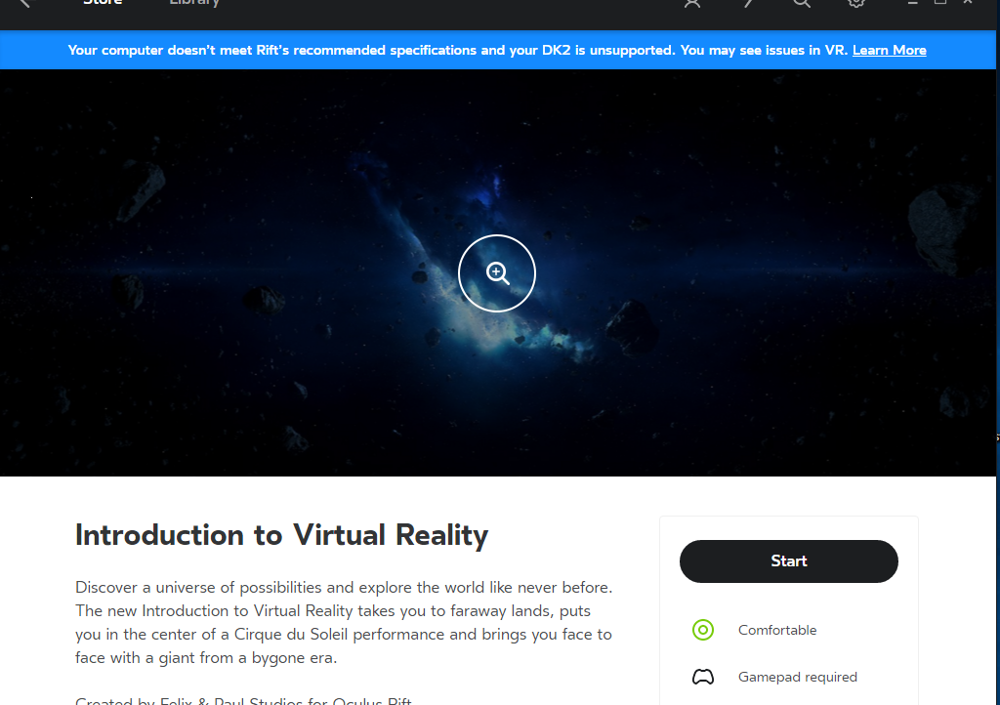 Store Library
Your computer doesn't meet Rift's recommended specifications and your DK2 is unsupported. You may see issues in VR. Learn More
Introduction to Virtual Reality
Discover a universe of possibilities and explore the world like never before.
The new Introduction to Virtual Reality takes you to faraway lands, puts
you in the center of a Cirque du Soleil performance and brings you face to
face with a giant from a bygone era.
Created by Felix & Paul Studios for Oculus Rift
Start
Comfortable
Gamepad required